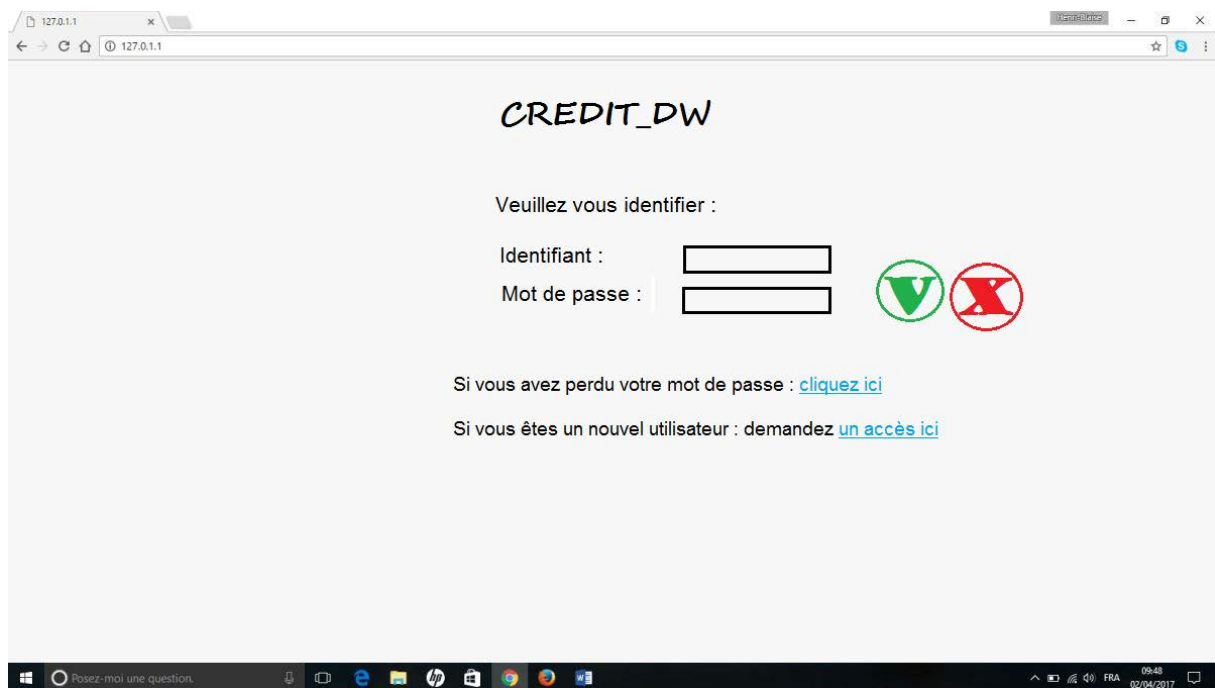 127.0.1.1
Henri-Blaise
127.0.1.1
CREDIT_DW
Veuillez vous identifier :
Identifiant :
Mot de passe :
V X
Si vous avez perdu votre mot de passe : cliquez ici
Si vous êtes un nouvel utilisateur : demandez un accès ici
Posez-moi une question.
FRA
09:48
02/04/2017